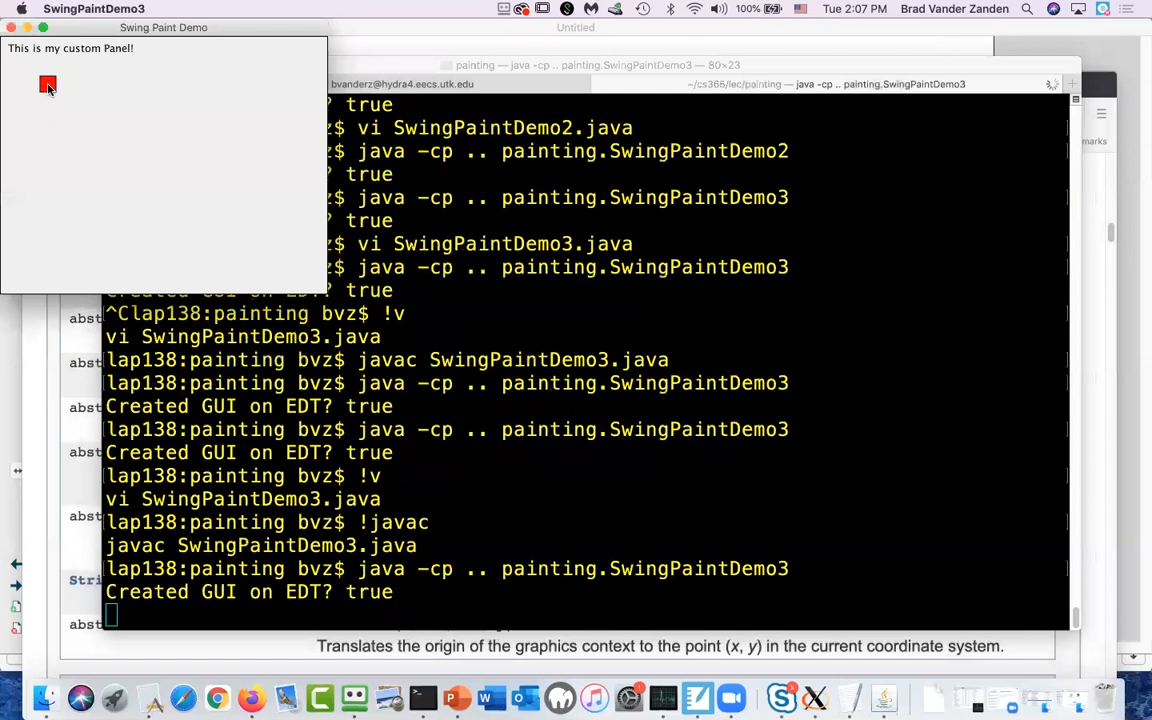 SwingPaintDemo3
100%
Tue 2:07 PM Brad Vander Zanden
Swing Paint Demo
Untitled
This is my custom Panel!
painting — java -cp .. painting.SwingPaintDemo3 — 80×23
bvanderz@hydra4.eecs.utk.edu
~/cs365/lec/painting — java -cp .. painting.SwingPaintDemo3
? true
$ vi SwingPaintDemo2.java
$ java -cp .. painting.SwingPaintDemo2
? true
$ java -cp .. painting.SwingPaintDemo3
? true
$ vi SwingPaintDemo3.java
$ java -cp .. painting.SwingPaintDemo3
Created GUI on EDT? true
^Clap138:painting bvz$ !v
vi SwingPaintDemo3.java
lap138:painting bvz$ javac SwingPaintDemo3.java
lap138:painting bvz$ java -cp .. painting.SwingPaintDemo3
Created GUI on EDT? true
lap138:painting bvz$ java -cp .. painting.SwingPaintDemo3
Created GUI on EDT? true
lap138:painting bvz$ !v
vi SwingPaintDemo3.java
lap138:painting bvz$ !javac
javac SwingPaintDemo3.java
lap138:painting bvz$ java -cp .. painting.SwingPaintDemo3
Created GUI on EDT? true
marks
abst
abst
abst
abst
abst
Stri
abst
Translates the origin of the graphics context to the point (x, y) in the current coordinate system.